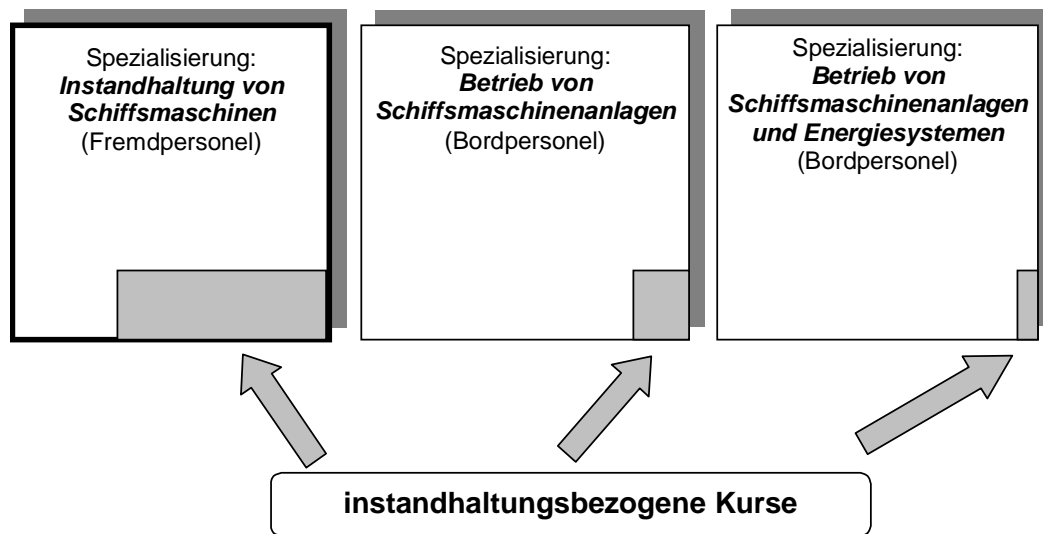 Spezialisierung:
Instandhaltung von
Schiffsmaschinen
(Fremdpersonel)
Spezialisierung:
Betrieb von
Schiffsmaschinenanlagen
(Bordpersonel)
Spezialisierung:
Betrieb von
Schiffsmaschinenanlagen
und Energiesystemen
(Bordpersonel)
instandhaltungsbezogene Kurse